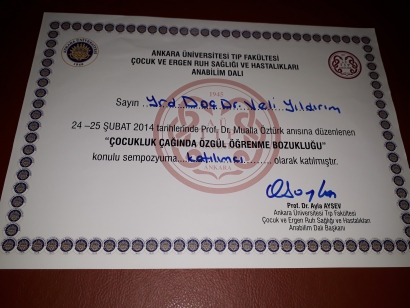 ANKARA ÜNİVERSİTESİ TIP FAKÜLTESİ
ÇOCUK VE ERGEN RUH SAĞLIĞI VE HASTALIKLARI
ANABİLİM DALI
1945
Sayın Yrd. Doç. Dr. Veli Yıldırım
24 –25 ŞUBAT 2014 tarihlerinde Prof. Dr. Mualla Öztürk anısına düzenlenen
“ÇOCUKLUK ÇAĞINDA ÖZGÜL ÖĞRENME BOZUKLUĞU”
konulu sempozyuma katılımcı olarak katılmıştır.
ANKARA
Prof. Dr. Ayla AYSEV
Ankara Üniversitesi Tıp Fakültesi
Çocuk ve Ergen Ruh Sağlığı ve Hastalıkları
Anabilim Dalı Başkanı